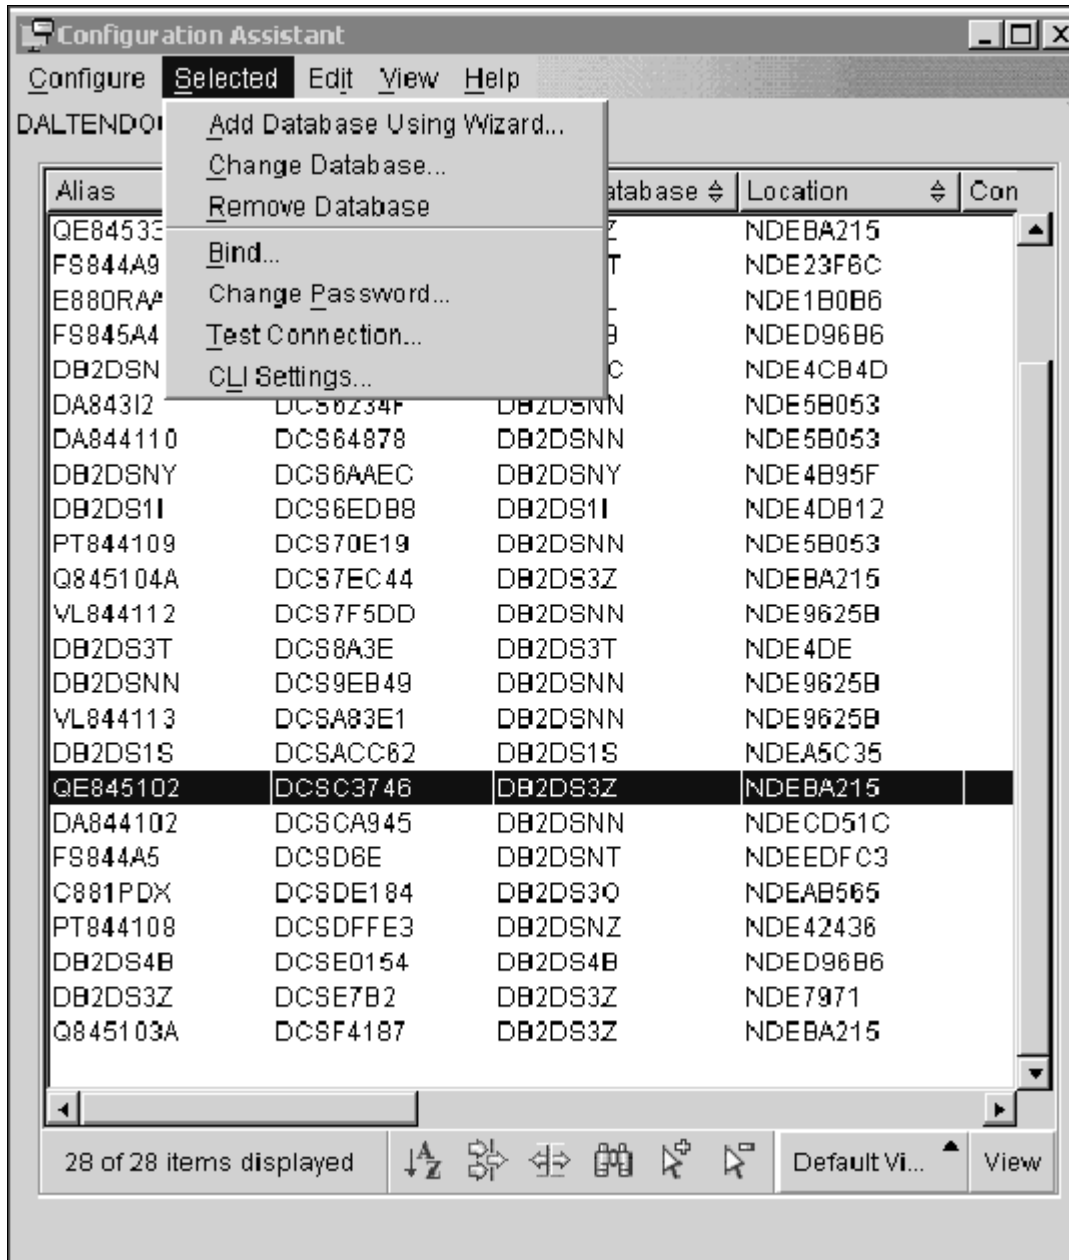 Configuration Assistant
Configure Selected Edit View Help
DALTENDO
Add Database Using Wizard...
Change Database...
Remove Database
Bind...
Change Password...
Test Connection...
CLI Settings...
Alias atabase Location Con
QE84533 Z NDEBA215
FS844A9 T NDE23F6C
E880RAA NDE1B0B6
FS845A4 NDED96B6
DB2DSN C NDE4CB4D
DA843I2 DCS6234F DB2DSNN NDE5B053
DA844110 DCS64878 DB2DSNN NDE5B053
DB2DSNY DCS6AAEC DB2DSNY NDE4B95F
DB2DS1I DCS6EDB8 DB2DS1I NDE4DB12
PT844109 DCS70E19 DB2DSNN NDE5B053
Q845104A DCS7EC44 DB2DS3Z NDEBA215
VL844112 DCS7F5DD DB2DSNN NDE9625B
DB2DS3T DCS8A3E DB2DS3T NDE4DE
DB2DSNN DCS9EB49 DB2DSNN NDE9625B
VL844113 DCSA83E1 DB2DSNN NDE9625B
DB2DS1S DCSACC62 DB2DS1S NDEA5C35
QE845102 DCSC3746 DB2DS3Z NDEBA215
DA844102 DCSCA945 DB2DSNN NDECD51C
FS844A5 DCSD6E DB2DSNT NDEEDFC3
C881PDX DCSDE184 DB2DS3O NDEAB565
PT844108 DCSDFFE3 DB2DSNZ NDE42436
DB2DS4B DCSE0154 DB2DS4B NDED96B6
DB2DS3Z DCSE7B2 DB2DS3Z NDE7971
Q845103A DCSF4187 DB2DS3Z NDEBA215
28 of 28 items displayed Default Vi... View